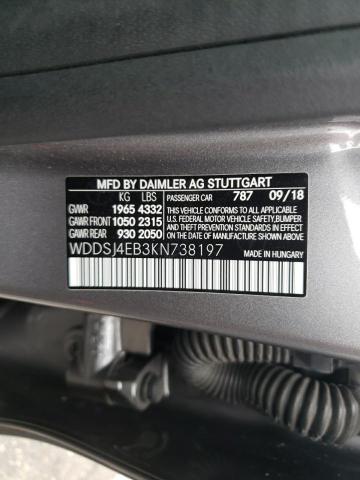 MFD BY DAIMLER AG STUTTGART
KG LBS PASSENGER CAR 787 09/18
GVWR 1965 4332
GAWR FRONT 1050 2315
GAWR REAR 930 2050
THIS VEHICLE CONFORMS TO ALL APPLICABLE
U.S. FEDERAL MOTOR VEHICLE SAFETY, BUMPER
AND THEFT PREVENTION STANDARDS IN EFFECT
ON THE DATE OF MANUFACTURE SHOWN ABOVE.
WDDSJ4EB3KN738197
MADE IN HUNGARY